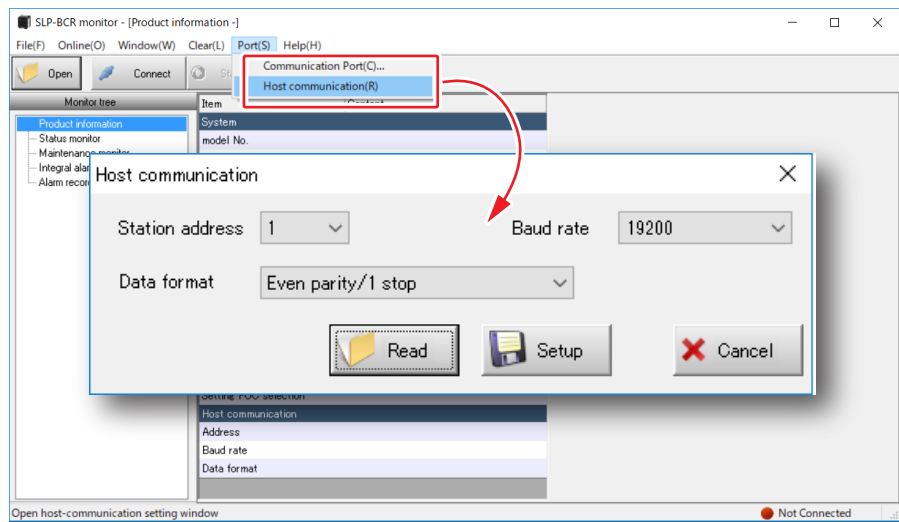 SLP-BCR monitor - [Product information -]
File(F) Online(O) Window(W) Clear(L) Port(S) Help(H)
Communication Port(C)...
Host communication(R)
Open Connect
Monitor tree
Product information
Status monitor
Maintenance monitor
Integral alar
Alarm recor
Item Content
System
model No.
Host communication
Station address 1 Baud rate 19200
Data format Even parity/1 stop
Read Setup Cancel
Host communication
Address
Baud rate
Data format
Open host-communication setting window Not Connected